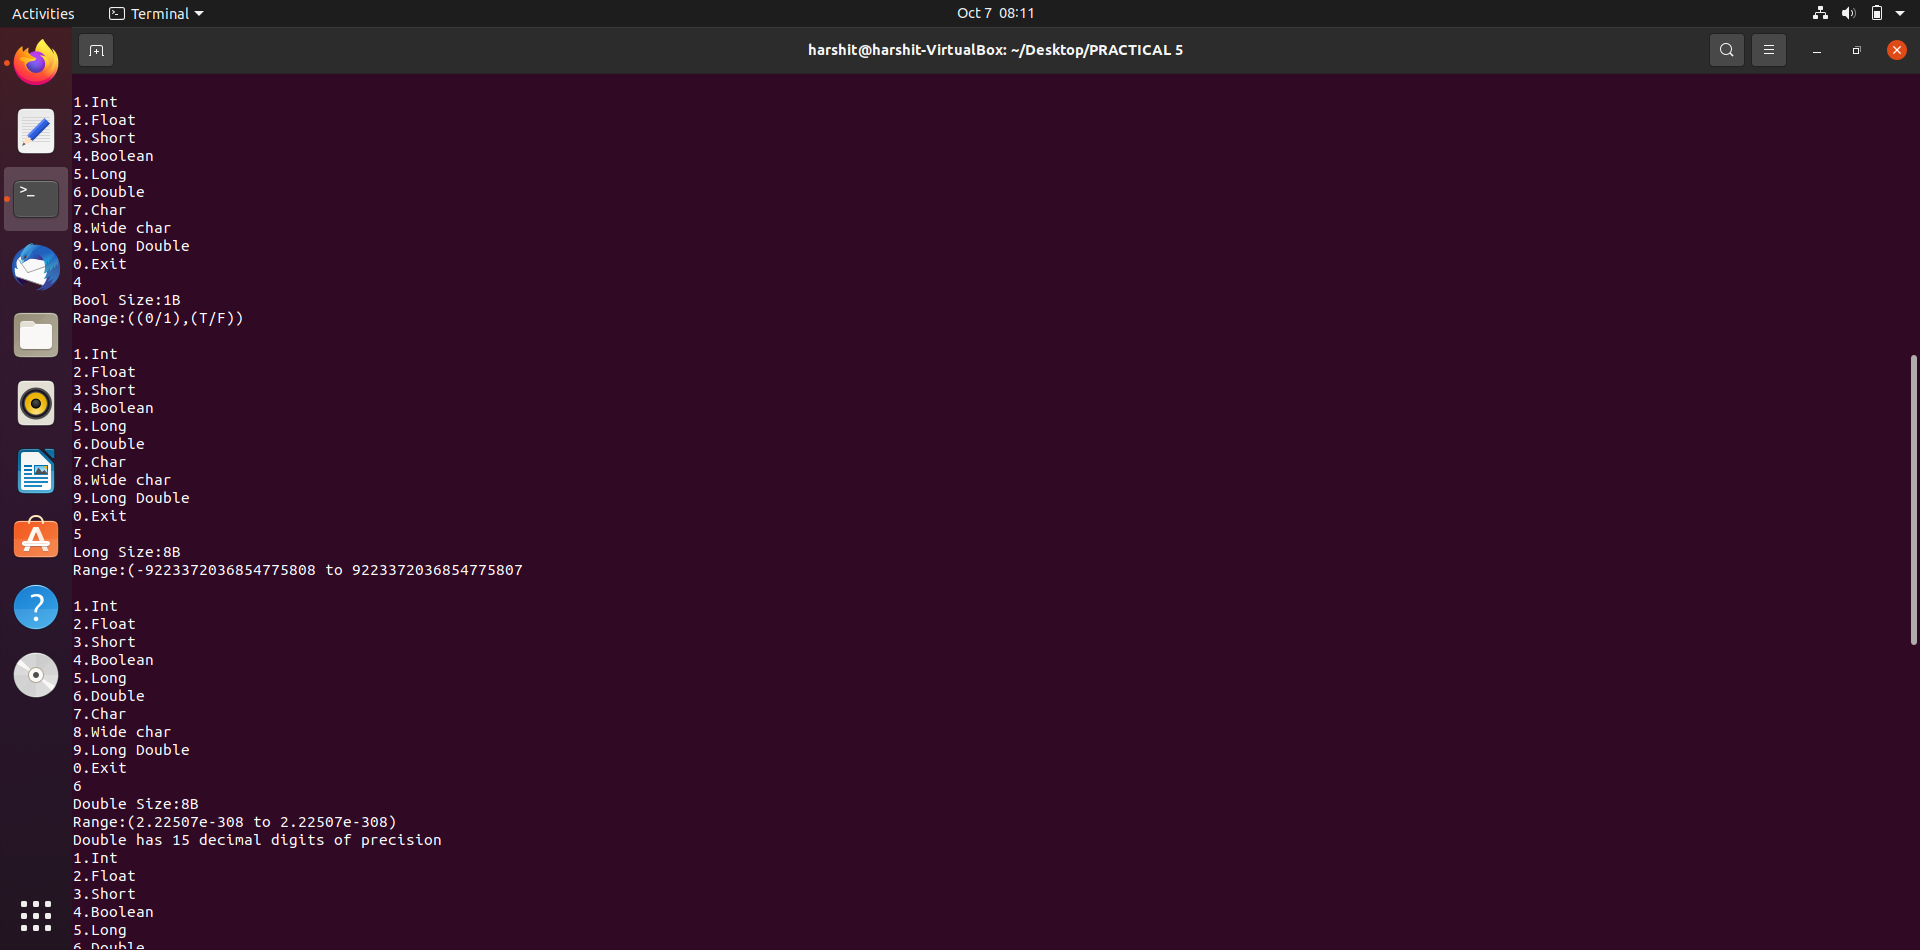 Activities
Terminal
Oct 7 08:11
harshit@harshit-VirtualBox: ~/Desktop/PRACTICAL 5
1.Int
2.Float
3.Short
4.Boolean
5.Long
6.Double
7.Char
8.Wide char
9.Long Double
0.Exit
4
Bool Size:1B
Range:((0/1),(T/F))
1.Int
2.Float
3.Short
4.Boolean
5.Long
6.Double
7.Char
8.Wide char
9.Long Double
0.Exit
5
Long Size:8B
Range:(-9223372036854775808 to 9223372036854775807
1.Int
2.Float
3.Short
4.Boolean
5.Long
6.Double
7.Char
8.Wide char
9.Long Double
0.Exit
6
Double Size:8B
Range:(2.22507e-308 to 2.22507e-308)
Double has 15 decimal digits of precision
1.Int
2.Float
3.Short
4.Boolean
5.Long
6.Double